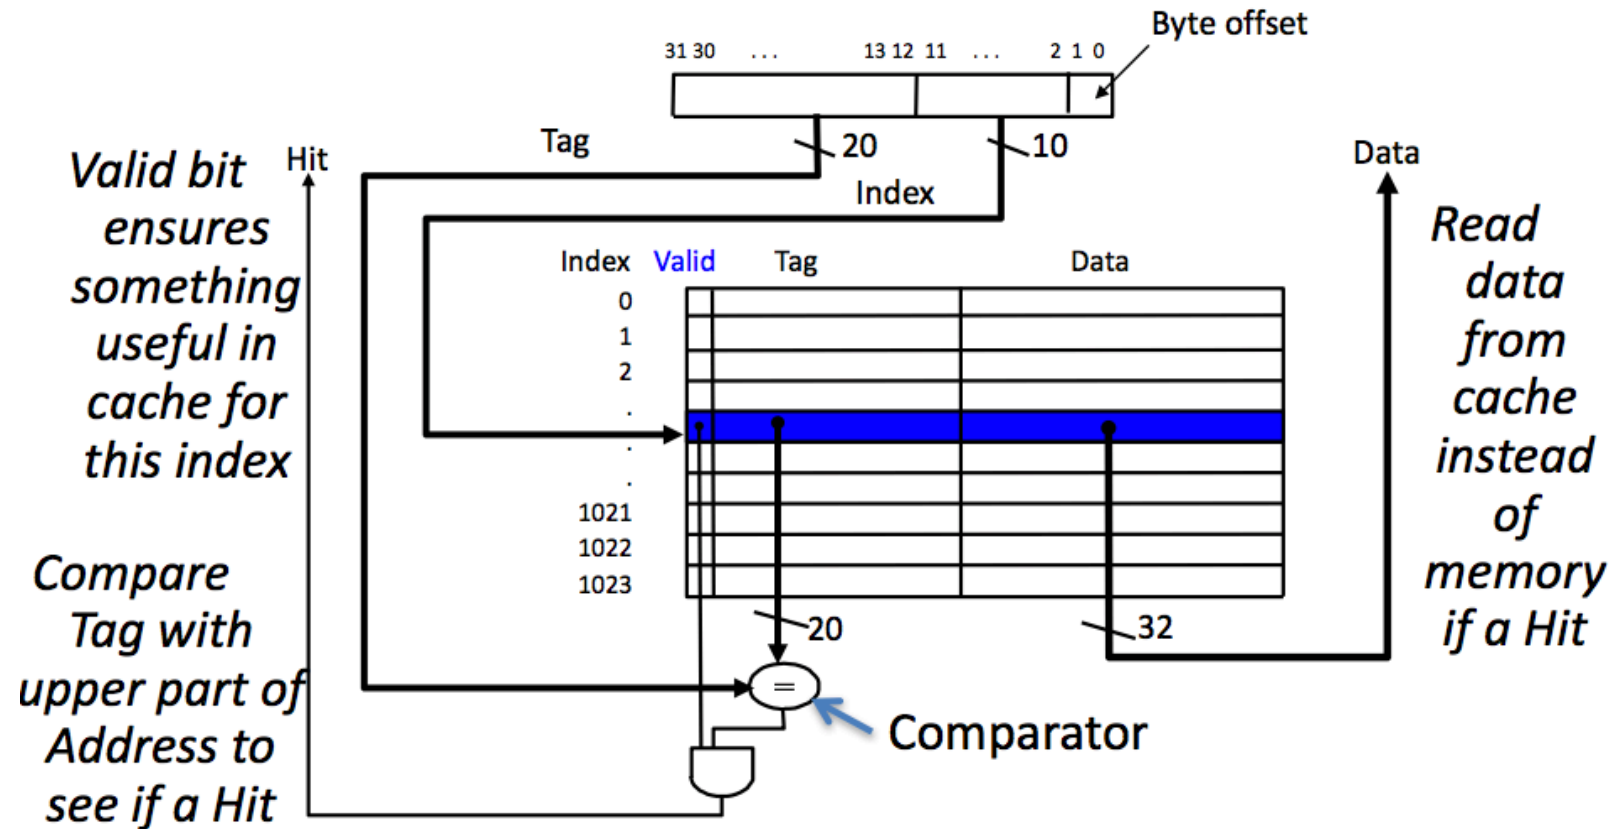 Byte offset
31 30 ... 13 12 11 ... 2 1 0
Tag
20
10
Index
Hit
Data
Valid bit
ensures
something
useful in
cache for
this index
Compare
Tag with
upper part of
Address to
see if a Hit
Index Valid Tag Data
0
1
2
.
.
.
1021
1022
1023
20
32
=
Comparator
Read
data
from
cache
instead
of
memory
if a Hit